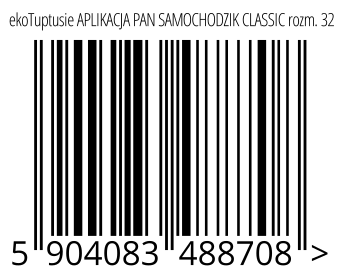 ekoTuptusie APLIKACJA PAN SAMOCHODZIK CLASSIC rozm. 32
5 904083 488708 >